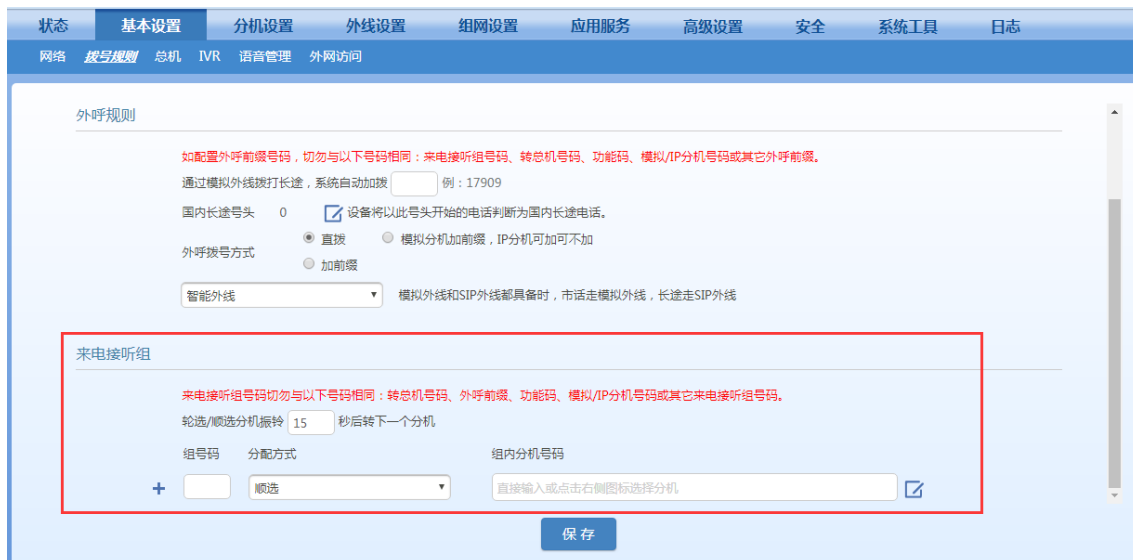 状态 基本设置 分机设置 外线设置 组网设置 应用服务 高级设置 安全 系统工具 日志
网络 拨号规则 总机 IVR 语音管理 外网访问
外呼规则
如配置外呼前缀号码，切勿与以下号码相同：来电接听组号码、转总机号码、功能码、模拟/IP分机号码或其它外呼前缀。
通过模拟外线拨打长途，系统自动加拨 例：17909
国内长途号头 0 设备将以此号头开始的电话判断为国内长途电话。
外呼拨号方式 直拨 模拟分机加前缀，IP分机可加可不加
加前缀
智能外线 模拟外线和SIP外线都具备时，市话走模拟外线，长途走SIP外线
来电接听组
来电接听组号码切勿与以下号码相同：转总机号码、外呼前缀、功能码、模拟/IP分机号码或其它来电接听组号码。
轮选/顺选分机振铃 15 秒后转下一个分机
组号码 分配方式 组内分机号码
顺选 直接输入或点击右侧图标选择分机
保存